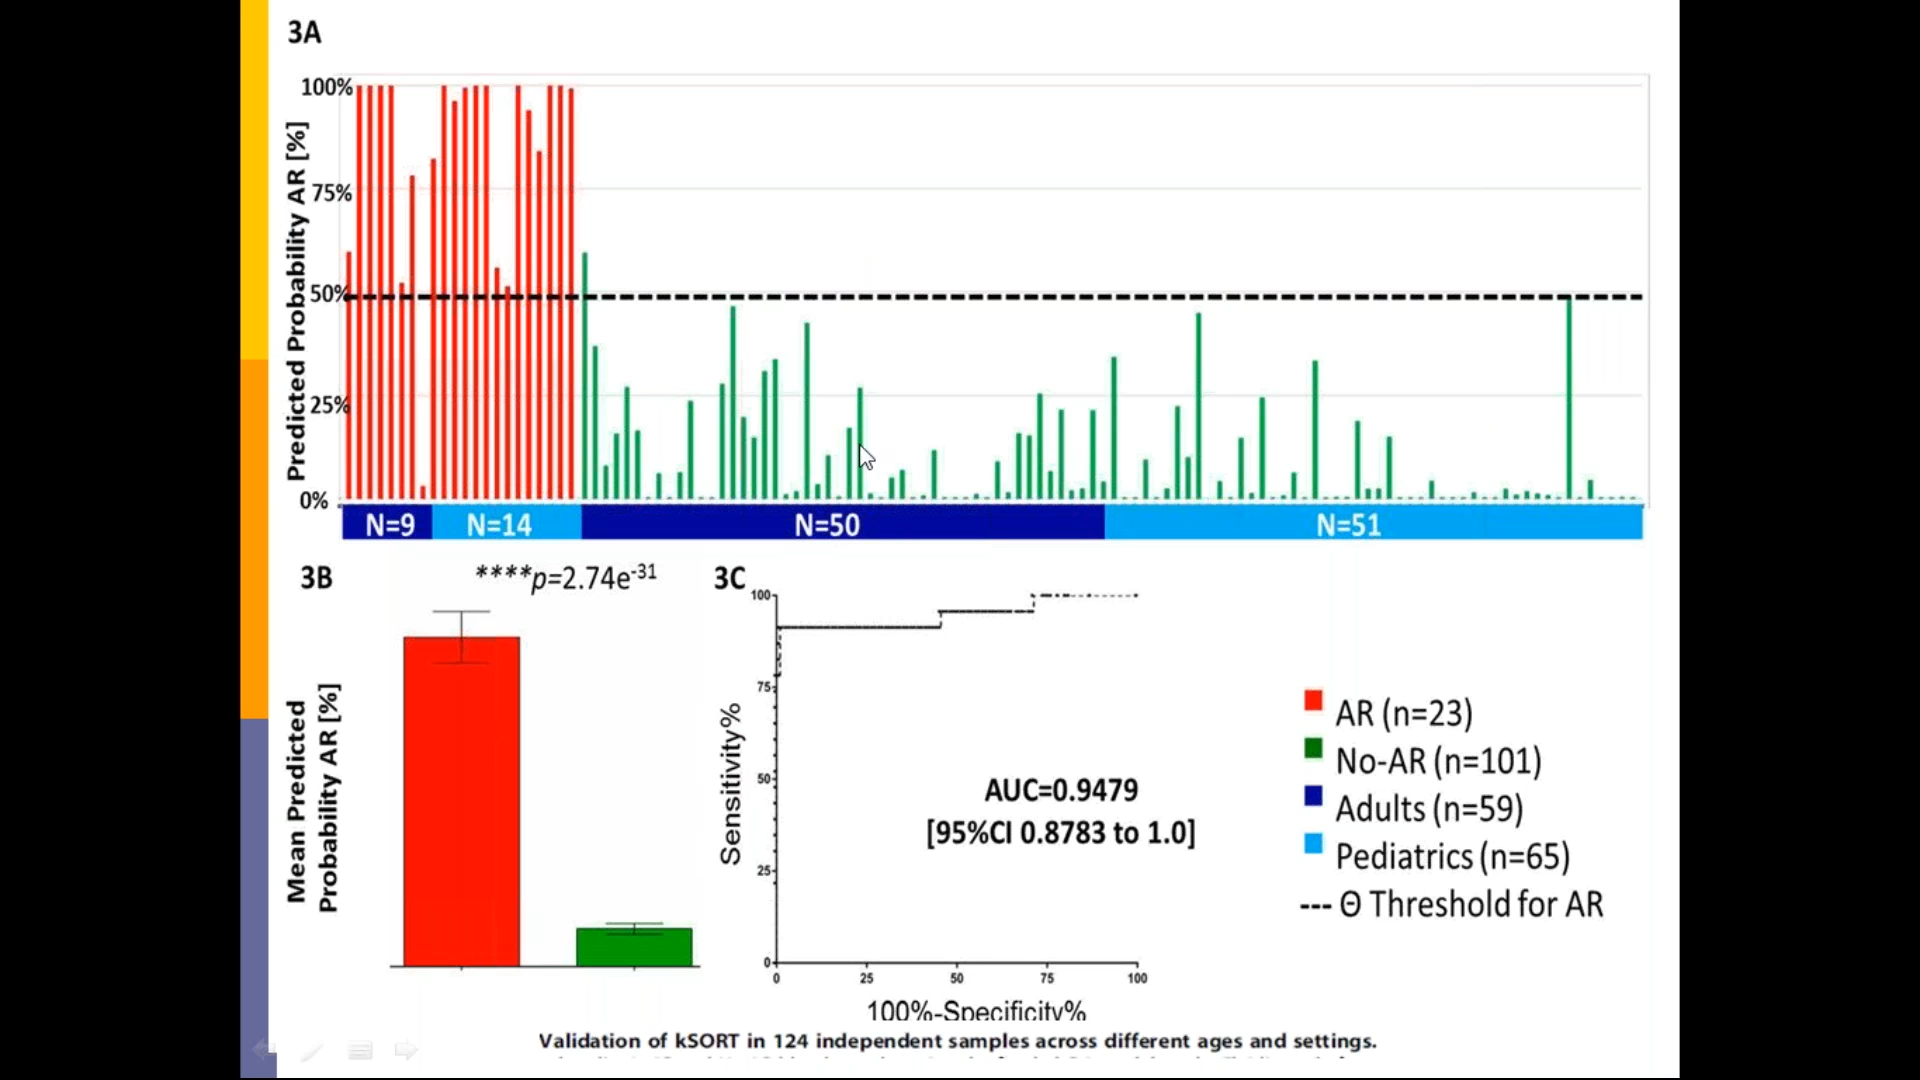 3A
100%
75%
50%
25%
0%
Predicted Probability AR [%]
N=9 N=14 N=50 N=51
3B
****p=2.74e-31
Mean Predicted
Probability AR [%]
3C
100
75
50
25
0
Sensitivity%
0 25 50 75 100
100%-Specificity%
AUC=0.9479
[95%CI 0.8783 to 1.0]
AR (n=23)
No-AR (n=101)
Adults (n=59)
Pediatrics (n=65)
--- Θ Threshold for AR
Validation of kSORT in 124 independent samples across different ages and settings.